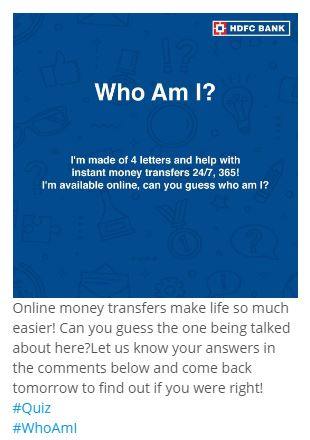 HDFC BANK
Who Am I?
I'm made of 4 letters and help with
instant money transfers 24/7, 365!
I'm available online, can you guess who am I?
Online money transfers make life so much
easier! Can you guess the one being talked
about here?Let us know your answers in
the comments below and come back
tomorrow to find out if you were right!
#Quiz
#WhoAmI